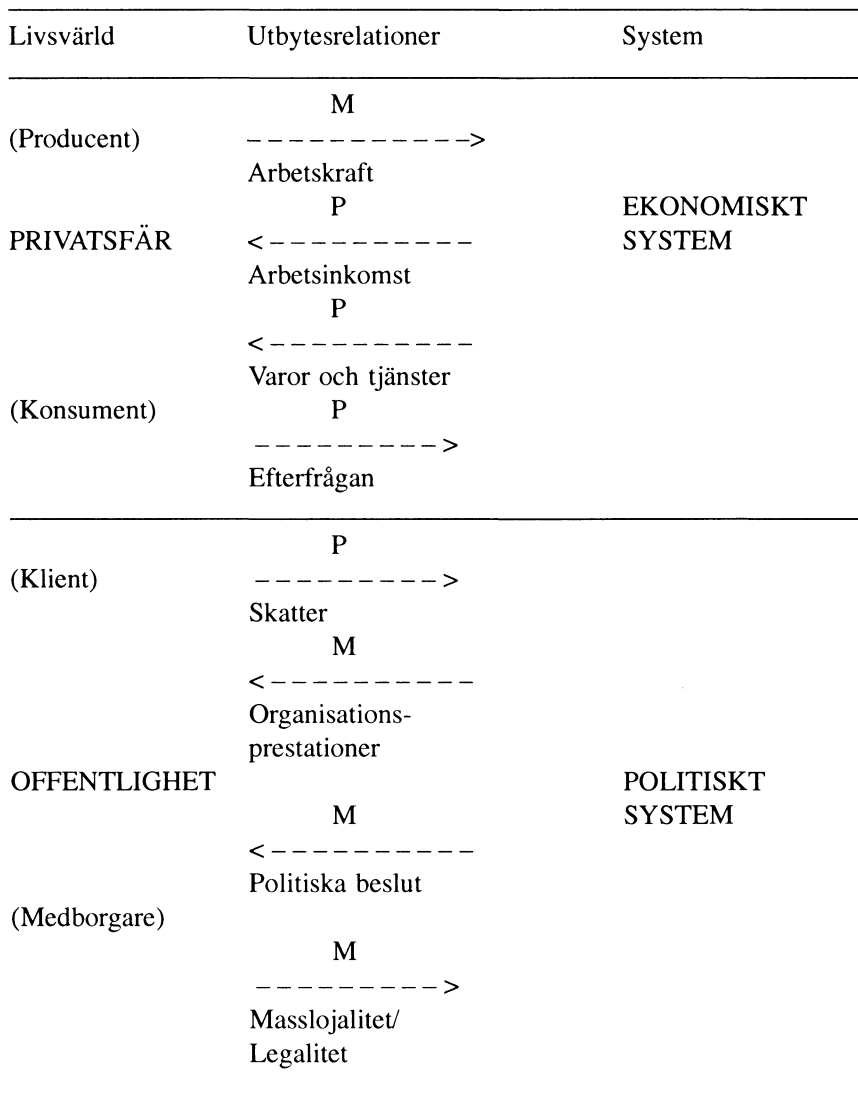 Livsvärld Utbytesrelationer System
M
(Producent) – – – – – – – – – – –>
Arbetskraft
P EKONOMISKT
PRIVATSFÄR <– – – – – – – – – – SYSTEM
Arbetsinkomst
P
<– – – – – – – – – –
Varor och tjänster
(Konsument) P
– – – – – – – – – >
Efterfrågan
P
(Klient) – – – – – – – – – >
Skatter
M
<– – – – – – – – – –
Organisations-
prestationer
OFFENTLIGHET POLITISKT
M SYSTEM
<– – – – – – – – – –
Politiska beslut
(Medborgare)
M
– – – – – – – – – >
Masslojalitet/
Legalitet